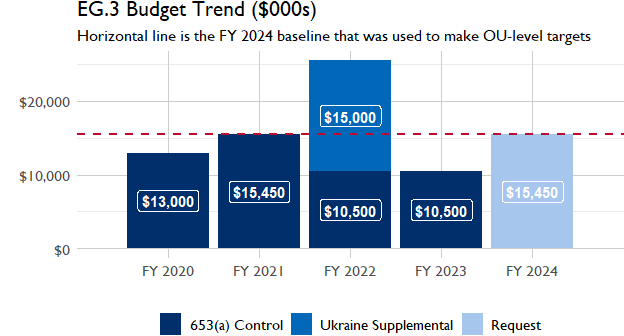 EG.3 Budget Trend ($000s)
Horizontal line is the FY 2024 baseline that was used to make OU-level targets
$20,000
$10,000
$0
$13,000
$15,450
$15,000
$10,500
$10,500
$15,450
FY 2020 FY 2021 FY 2022 FY 2023 FY 2024
653(a) Control Ukraine Supplemental Request